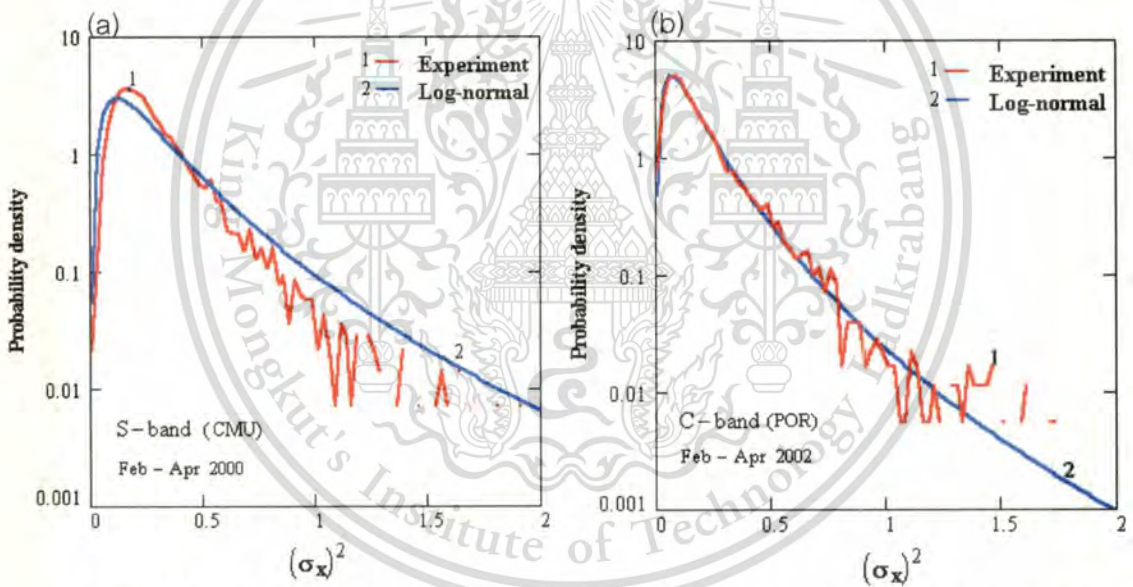 (a)
10
1
0.1
0.01
0.001
Probability density
1 Experiment
2 Log-normal
1
2
S-band (CMU)
Feb - Apr 2000
0 0.5 1 1.5 2
(σx)²
(b)
10
1
0.1
0.01
0.001
Probability density
1 Experiment
2 Log-normal
1
2
C-band (POR)
Feb - Apr 2002
0 0.5 1 1.5 2
(σx)²
King Mongkut's Institute of Technology Ladkrabang